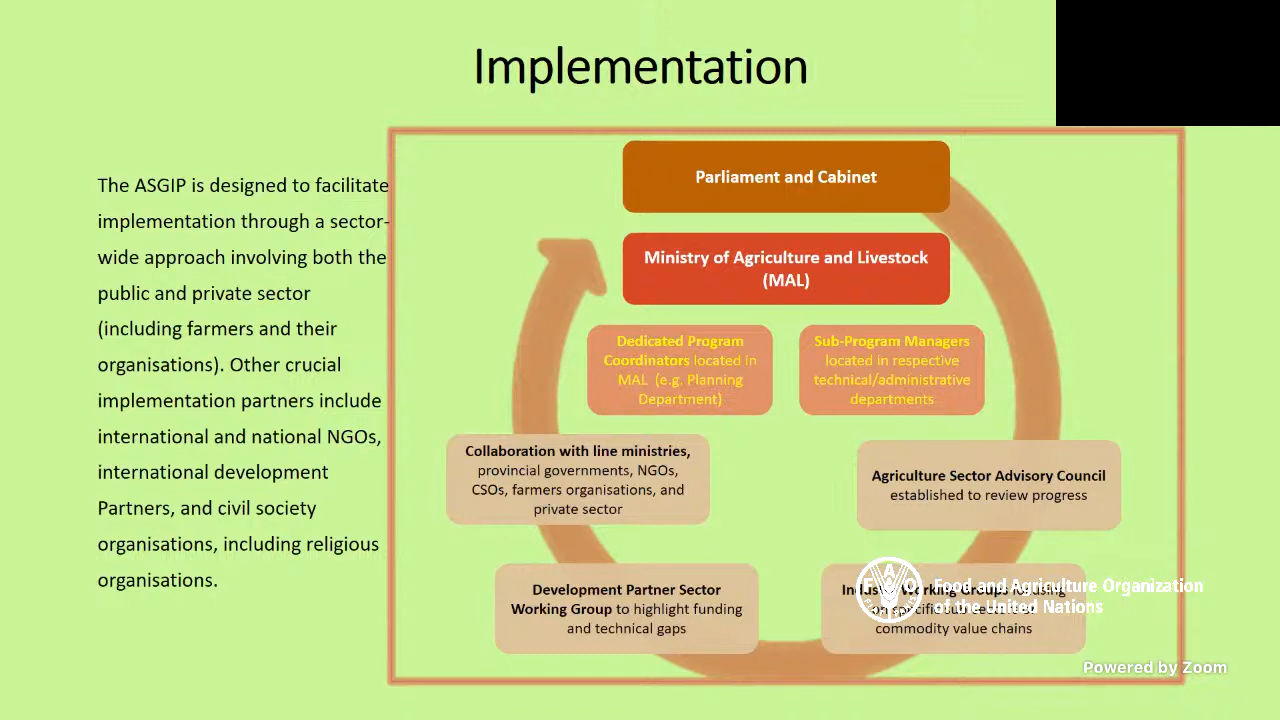 Implementation
The ASGIP is designed to facilitate
implementation through a sector-
wide approach involving both the
public and private sector
(including farmers and their
organisations). Other crucial
implementation partners include
international and national NGOs,
international development
Partners, and civil society
organisations, including religious
organisations.
Parliament and Cabinet
Ministry of Agriculture and Livestock
(MAL)
Dedicated Program
Coordinators located in
MAL (e.g. Planning
Department)
Sub-Program Managers
located in respective
technical/administrative
departments
Collaboration with line ministries,
provincial governments, NGOs,
CSOs, farmers organisations, and
private sector
Agriculture Sector Advisory Council
established to review progress
Development Partner Sector
Working Group to highlight funding
and technical gaps
Working Groups
commodity value chains
Food and Agriculture Organization
of the United Nations
Powered by Zoom